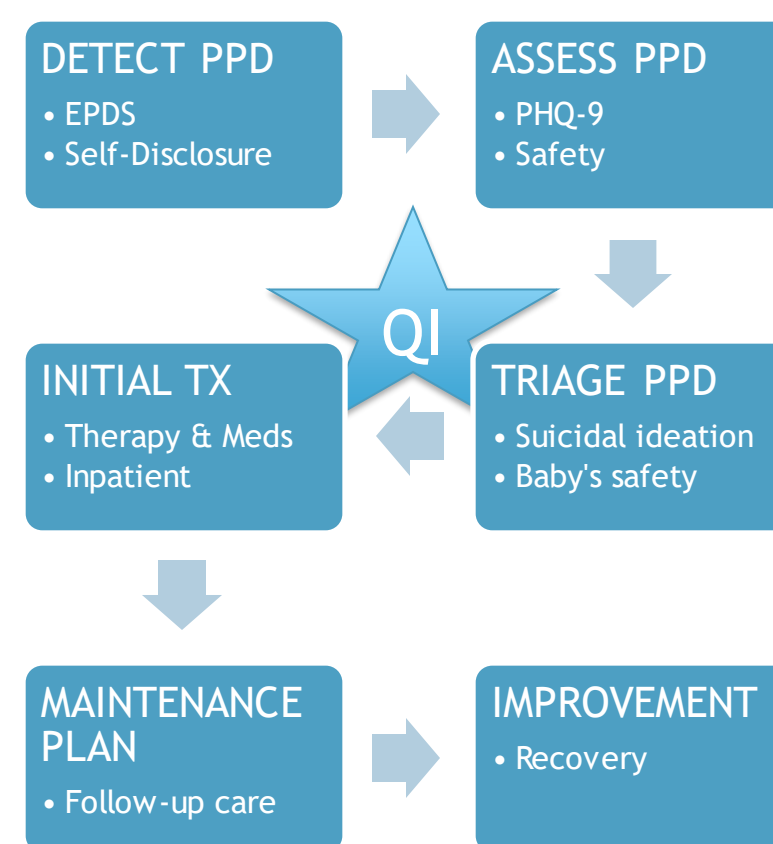 DETECT PPD
• EPDS
• Self-Disclosure
ASSESS PPD
• PHQ-9
• Safety
QI
TRIAGE PPD
• Suicidal ideation
• Baby's safety
INITIAL TX
• Therapy & Meds
• Inpatient
MAINTENANCE
PLAN
• Follow-up care
IMPROVEMENT
• Recovery